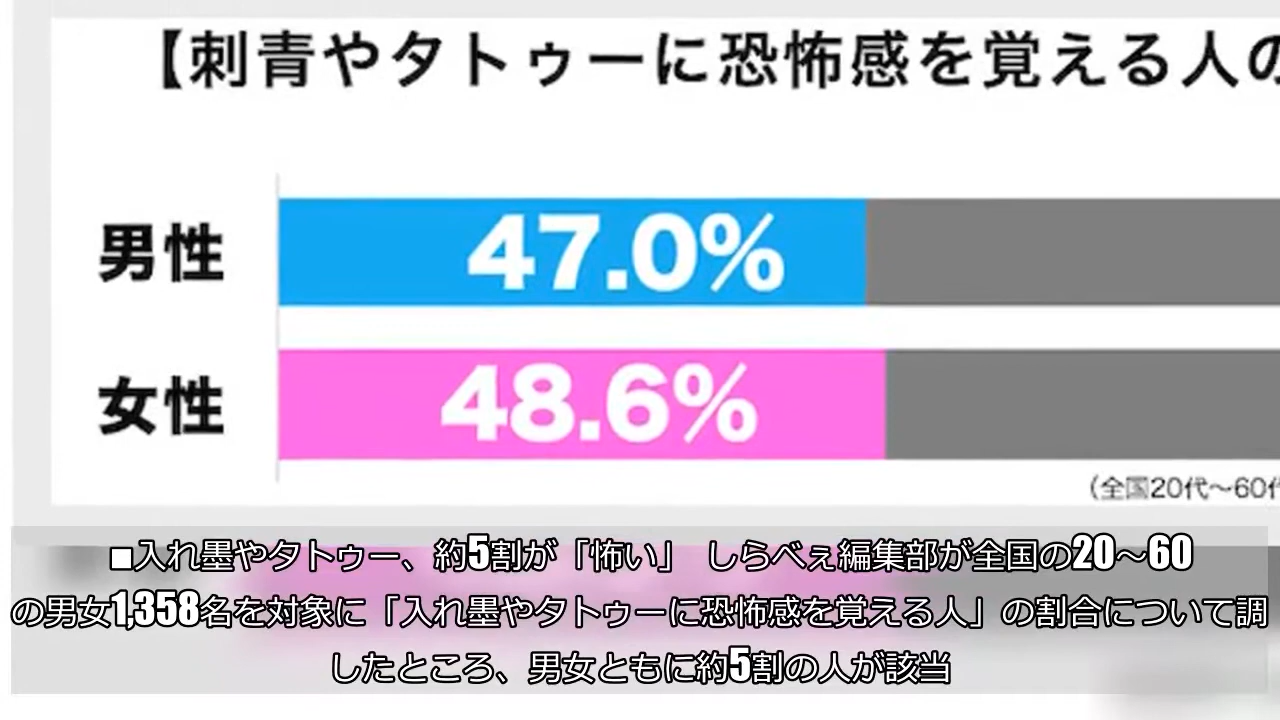 【刺青やタトゥーに恐怖感を覚える人の
男性 47.0%
女性 48.6%
（全国20代〜60代
■入れ墨やタトゥー、約5割が「怖い」 しらべぇ編集部が全国の20〜60
の男女1,358名を対象に「入れ墨やタトゥーに恐怖感を覚える人」の割合について調
したところ、男女ともに約5割の人が該当